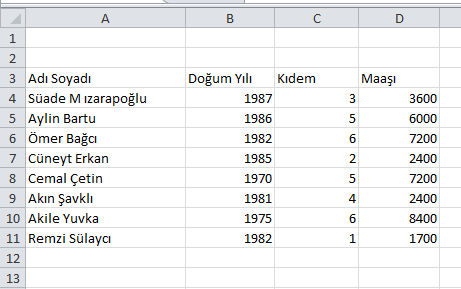 A B C D
1
2
3 Adı Soyadı Doğum Yılı Kıdem Maaşı
4 Süade Mızarapoğlu 1987 3 3600
5 Aylin Bartu 1986 5 6000
6 Ömer Bağcı 1982 6 7200
7 Cüneyt Erkan 1985 2 2400
8 Cemal Çetin 1970 5 7200
9 Akın Şavklı 1981 4 2400
10 Akile Yuvka 1975 6 8400
11 Remzi Sülaycı 1982 1 1700
12
13